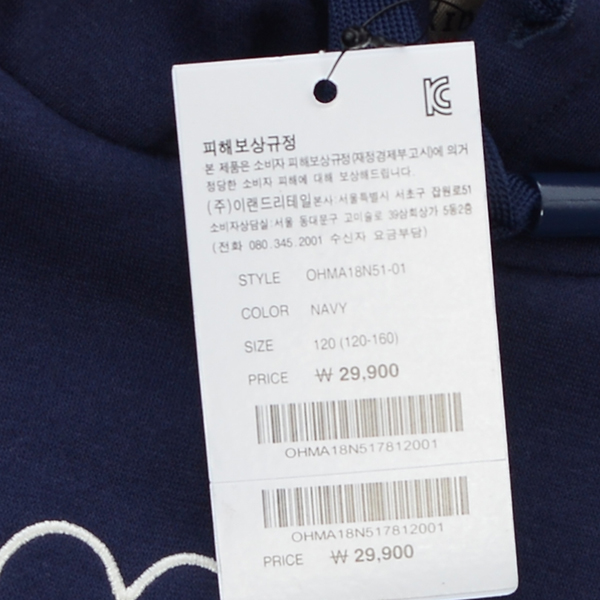 피해보상규정
본 제품은 소비자 피해보상규정(재정경제부고시)에 의거
정당한 소비자 피해에 대해 보상해드립니다.
(주)이랜드리테일 본사:서울특별시 서초구 잠원로51
소비자상담실:서울 동대문구 고미술로 39삼희상가 5동2층
(전화 080.345.2001 수신자 요금부담)
STYLE OHMA18N51-01
COLOR NAVY
SIZE 120 (120-160)
PRICE ₩ 29,900
OHMA18N517812001
OHMA18N517812001
PRICE ₩ 29,900